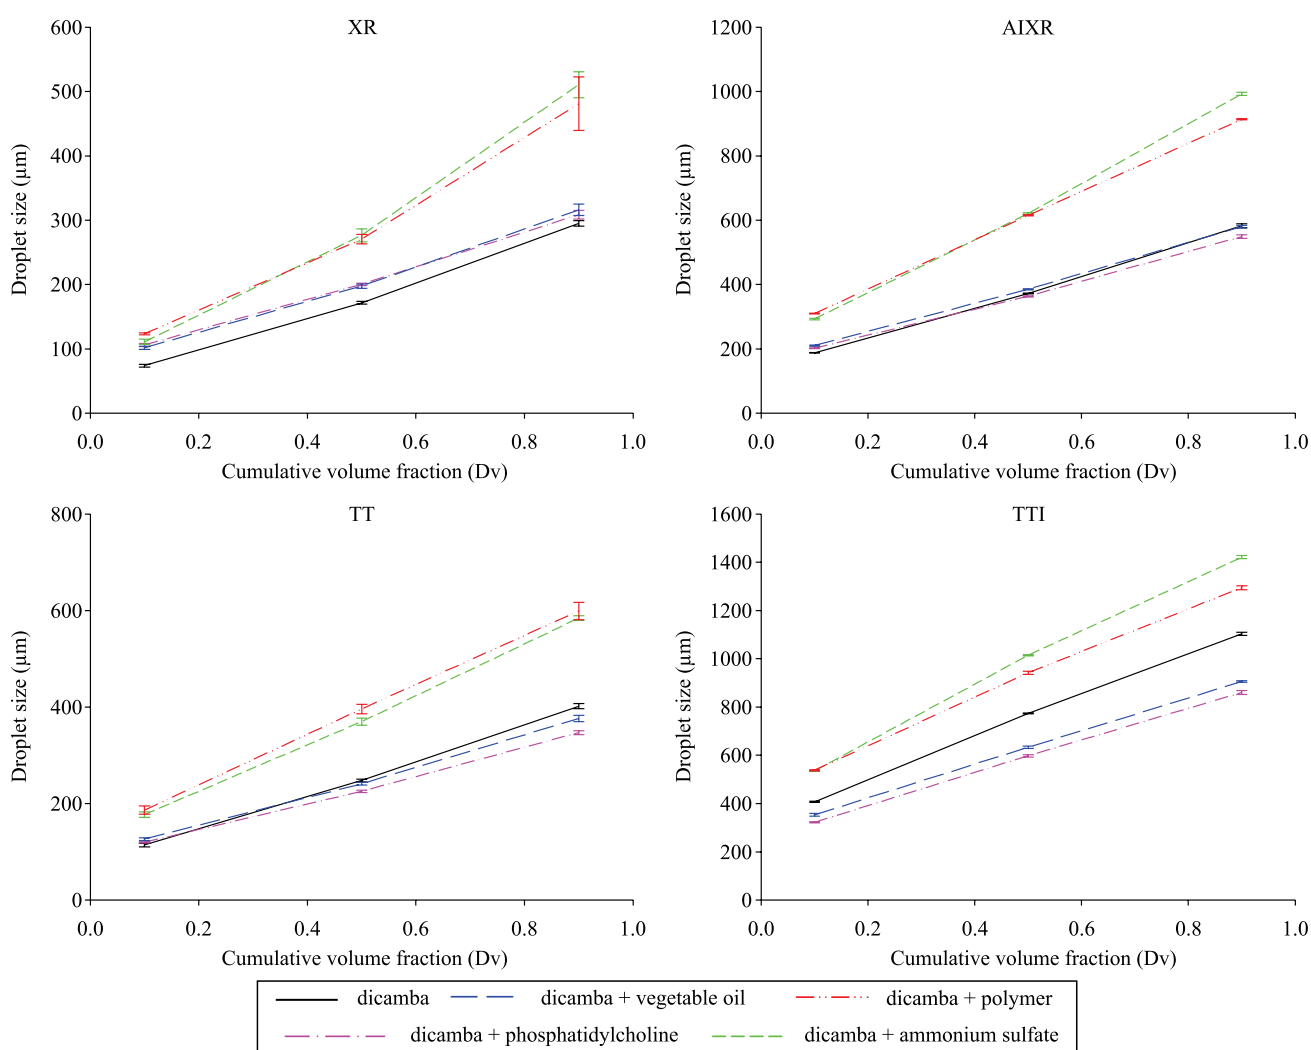 XR
Droplet size (µm)
600
500
400
300
200
100
0
0.0 0.2 0.4 0.6 0.8 1.0
Cumulative volume fraction (Dv)
AIXR
Droplet size (µm)
1200
1000
800
600
400
200
0
0.0 0.2 0.4 0.6 0.8 1.0
Cumulative volume fraction (Dv)
TT
Droplet size (µm)
800
600
400
200
0
0.0 0.2 0.4 0.6 0.8 1.0
Cumulative volume fraction (Dv)
TTI
Droplet size (µm)
1600
1400
1200
1000
800
600
400
200
0
0.0 0.2 0.4 0.6 0.8 1.0
Cumulative volume fraction (Dv)
dicamba dicamba + vegetable oil dicamba + polymer
dicamba + phosphatidylcholine dicamba + ammonium sulfate